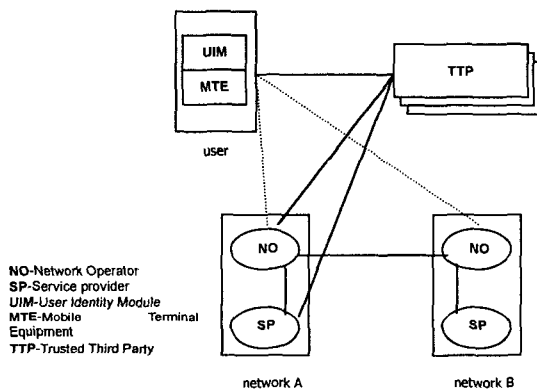 UIM
MTE
TTP
user
NO
NO
SP
SP
NO-Network Operator
SP-Service provider
UIM-User Identity Module
MTE-Mobile Terminal
Equipment
TTP-Trusted Third Party
network A
network B